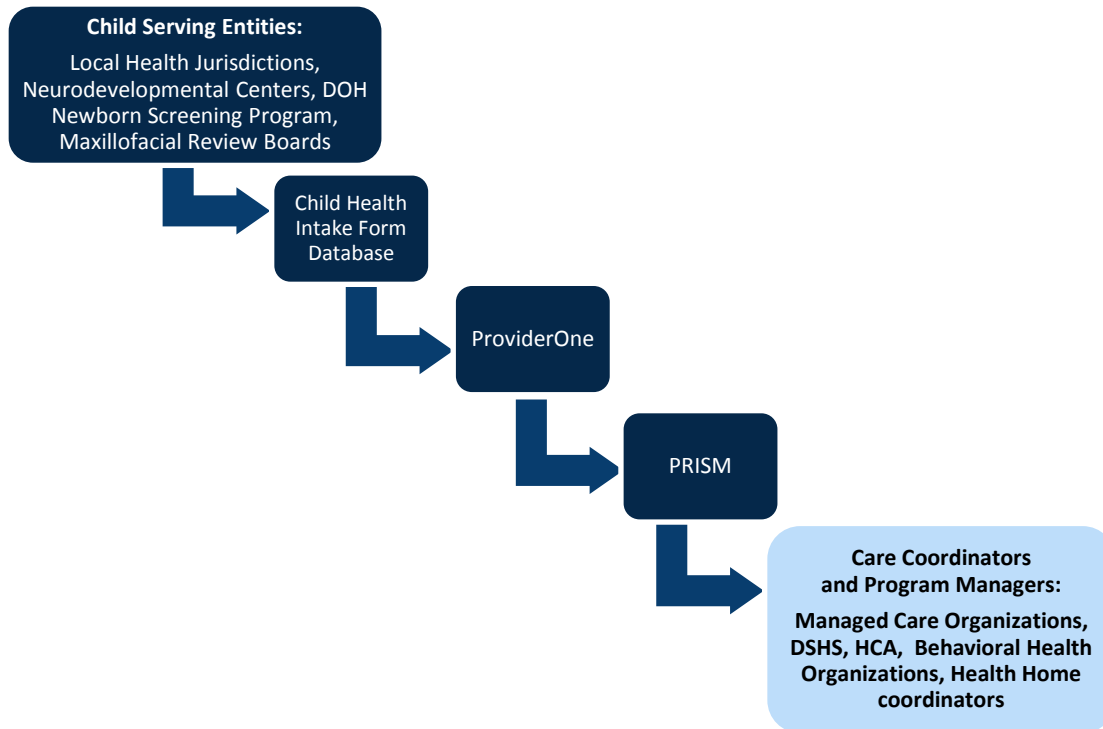 Child Serving Entities:
Local Health Jurisdictions,
Neurodevelopmental Centers, DOH
Newborn Screening Program,
Maxillofacial Review Boards
Child Health
Intake Form
Database
ProviderOne
PRISM
Care Coordinators
and Program Managers:
Managed Care Organizations,
DSHS, HCA,  Behavioral Health
Organizations, Health Home
coordinators